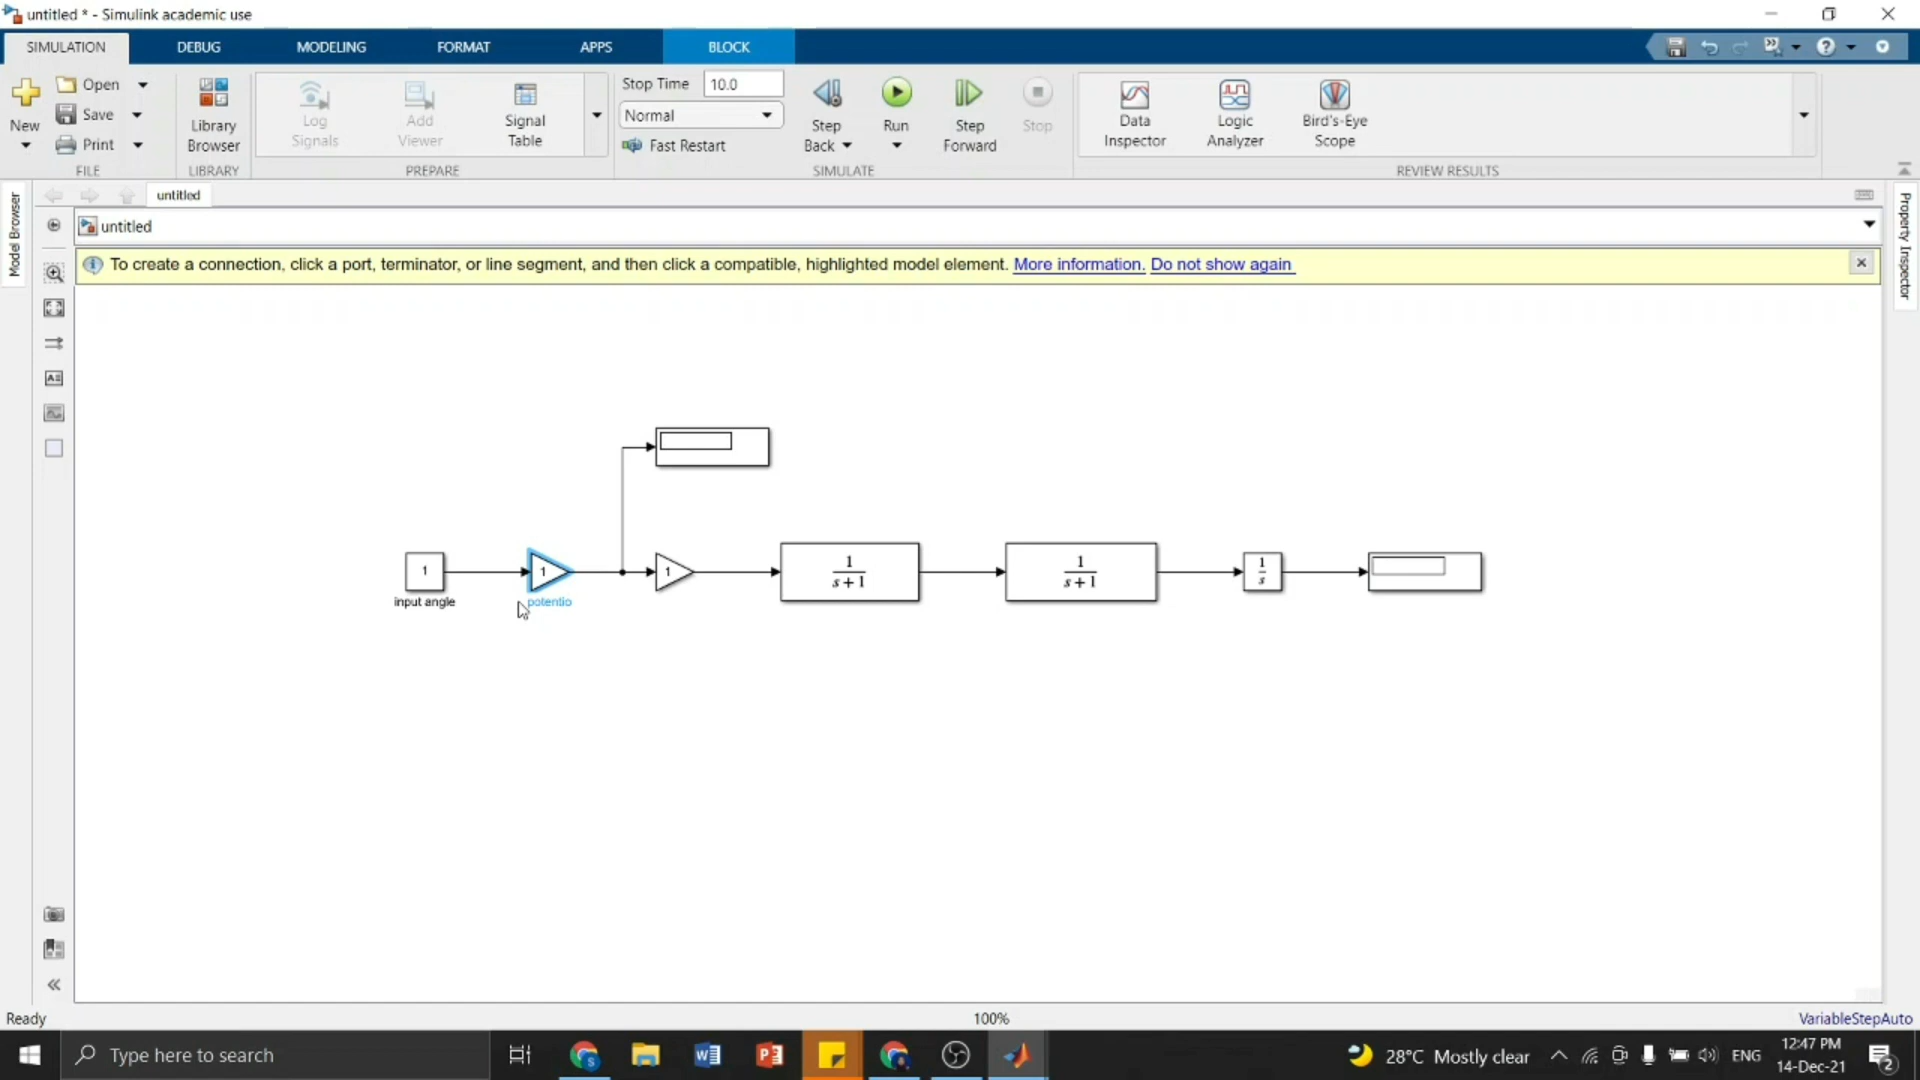 untitled * - Simulink academic use
SIMULATION
DEBUG
MODELING
FORMAT
APPS
BLOCK
New
Open
Save
Print
FILE
Library
Browser
LIBRARY
Log
Signals
Add
Viewer
Signal
Table
PREPARE
Stop Time 10.0
Normal
Fast Restart
Step
Back
Run
Step
Forward
Stop
SIMULATE
Data
Inspector
Logic
Analyzer
Bird's-Eye
Scope
REVIEW RESULTS
Model Browser
Property Inspector
untitled
untitled
To create a connection, click a port, terminator, or line segment, and then click a compatible, highlighted model element. More information. Do not show again
1
input angle
1
potentio
1
1
s+1
1
s+1
1
s
Ready
100%
VariableStepAuto
Type here to search
28°C Mostly clear
ENG
12:47 PM
14-Dec-21
2